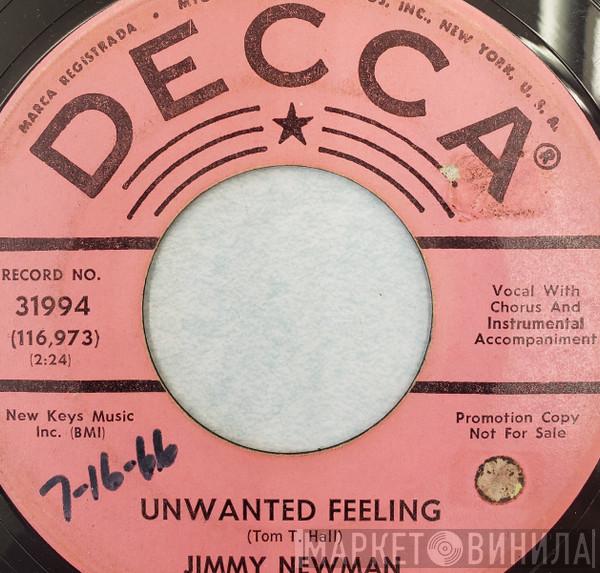 MARCA REGISTRADA •
INC., NEW YORK, U. S. A.
DECCA®
RECORD NO.
31994
(116,973)
(2:24)
Vocal With
Chorus And
Instrumental
Accompaniment
New Keys Music
Inc. (BMI)
Promotion Copy
Not For Sale
7-16-66
UNWANTED FEELING
(Tom T. Hall)
JIMMY NEWMAN
МАРКЕТ ВИНИЛА